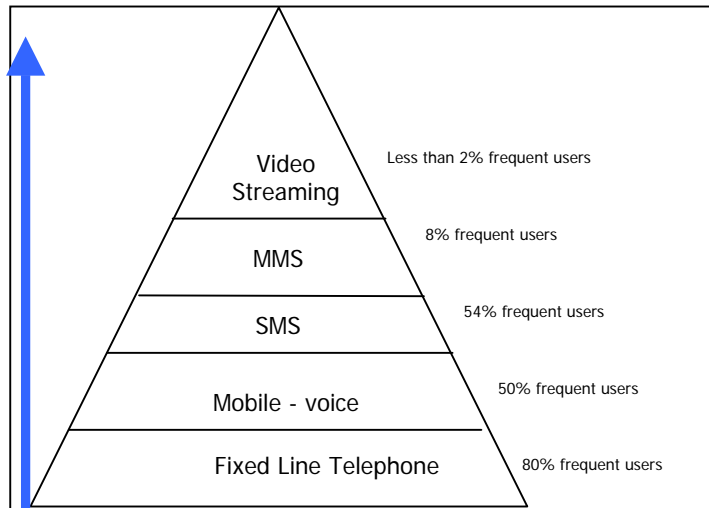 Video
Streaming
Less than 2% frequent users
MMS
8% frequent users
SMS
54% frequent users
Mobile - voice
50% frequent users
Fixed Line Telephone
80% frequent users